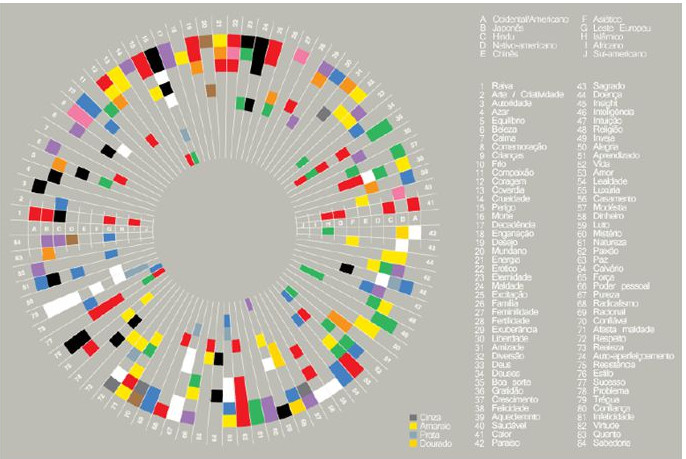 A Ocidental/Americano
B Japonês
C Hindu
D Nativo-americano
E Chinês
F Asiático
G Leste Europeu
H Islâmico
I Africano
J Sul-americano
1 Raiva
2 Arte / Criatividade
3 Autoridade
4 Azar
5 Equilíbrio
6 Beleza
7 Calma
8 Comemoração
9 Crianças
10 Frio
11 Compaixão
12 Coragem
13 Covardia
14 Crueldade
15 Perigo
16 Morte
17 Decadência
18 Enganação
19 Desejo
20 Mundano
21 Energia
22 Erótico
23 Eternidade
24 Maldade
25 Excitação
26 Família
27 Feminilidade
28 Fertilidade
29 Exuberância
30 Liberdade
31 Amizade
32 Diversão
33 Deus
34 Deuses
35 Boa sorte
36 Gratidão
37 Crescimento
38 Felicidade
39 Aquecimento
40 Saudável
41 Calor
42 Paraíso
43 Sagrado
44 Doença
45 Insight
46 Inteligência
47 Intuição
48 Religião
49 Inveja
50 Alegria
51 Aprendizado
52 Vida
53 Amor
54 Lealdade
55 Luxúria
56 Casamento
57 Modéstia
58 Dinheiro
59 Luto
60 Mistério
61 Natureza
62 Paixão
63 Paz
64 Calvário
65 Força
66 Poder pessoal
67 Pureza
68 Radicalismo
69 Racional
70 Confiável
71 Afasta maldade
72 Respeito
73 Realeza
74 Auto-aperfeiçoamento
75 Resistência
76 Estilo
77 Sucesso
78 Problema
79 Trégua
80 Confiança
81 Infelicidade
82 Virtude
83 Quente
84 Sabedoria
Cinza
Amarelo
Prata
Dourado